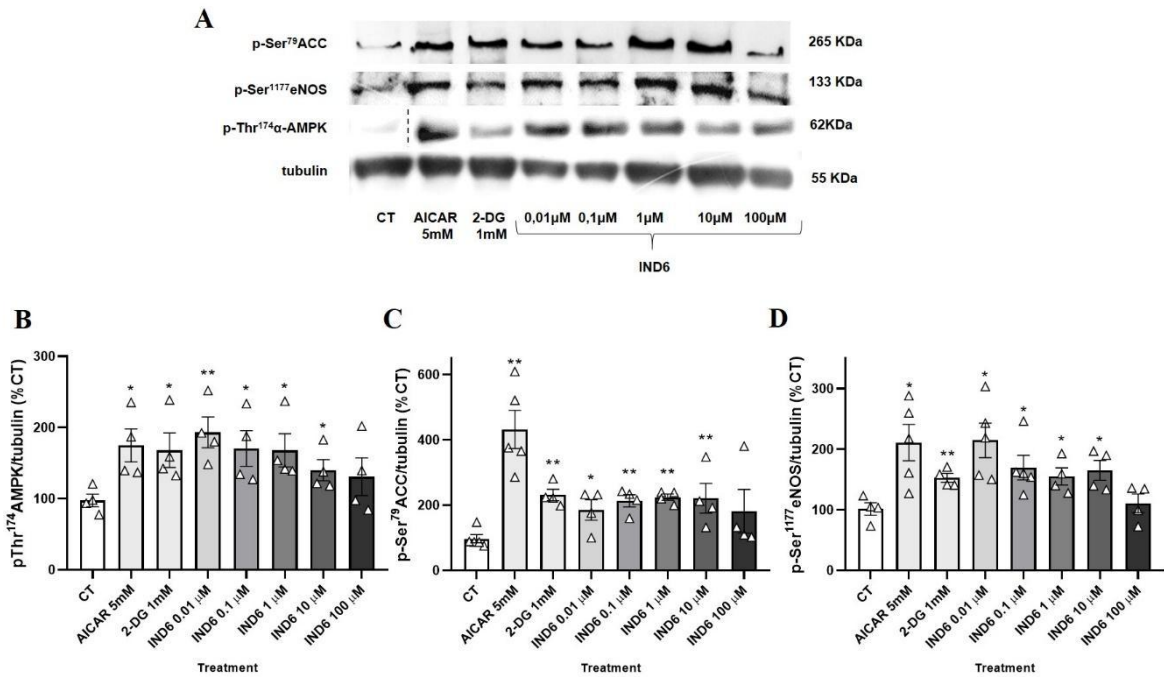 A
p-Ser⁷⁹ACC
265 KDa
p-Ser¹¹⁷⁷eNOS
133 KDa
p-Thr¹⁷⁴α-AMPK
62KDa
tubulin
55 KDa
CT AICAR 2-DG 0,01µM 0,1µM 1µM 10µM 100µM
5mM 1mM
IND6
B
pThr¹⁷⁴AMPK/tubulin (%CT)
300
200
100
0
* * ** * * *
CT AICAR 5mM 2-DG 1mM IND6 0.01 µM IND6 0.1 µM IND6 1 µM IND6 10 µM IND6 100 µM
Treatment
C
p-Ser⁷⁹ACC/tubulin (%CT)
600
400
200
0
** ** * ** ** **
CT AICAR 5mM 2-DG 1mM IND6 0.01 µM IND6 0.1 µM IND6 1 µM IND6 10 µM IND6 100 µM
Treatment
D
p-Ser¹¹⁷⁷eNOS/tubulin (%CT)
300
200
100
0
* ** * * * *
CT AICAR 5mM 2-DG 1mM IND6 0.01 µM IND6 0.1 µM IND6 1 µM IND6 10 µM IND6 100 µM
Treatment